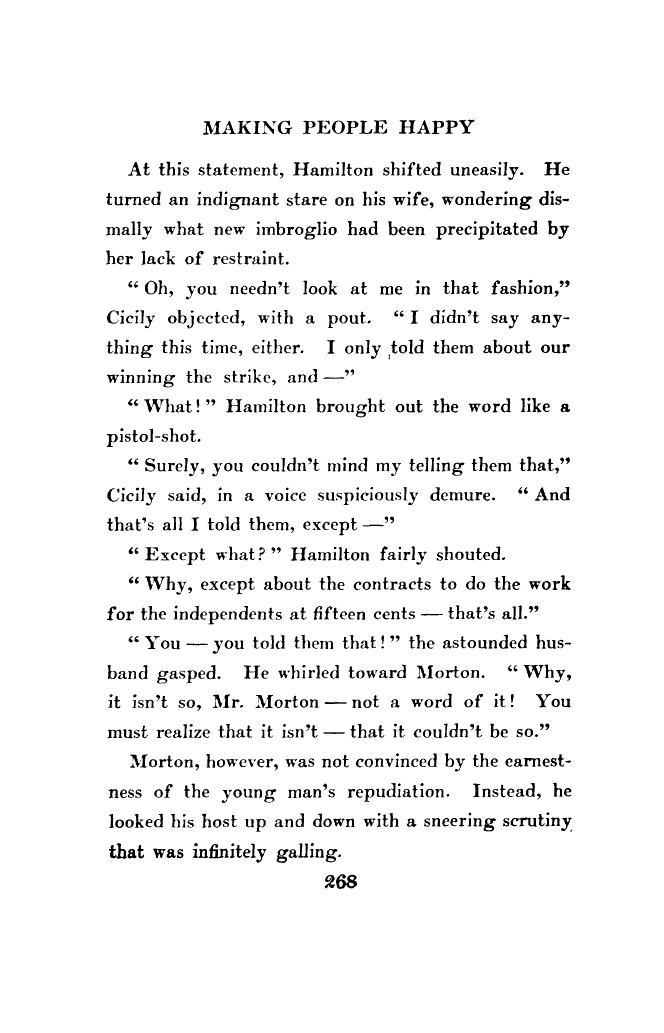 MAKING PEOPLE HAPPY
At this statement, Hamilton shifted uneasily. He
turned an indignant stare on his wife, wondering dis-
mally what new imbroglio had been precipitated by
her lack of restraint.
“ Oh, you needn’t look at me in that fashion,”
Cicily objected, with a pout. “ I didn’t say any-
thing this time, either. I only told them about our
winning the strike, and —”
“ What! ” Hamilton brought out the word like a
pistol-shot.
“ Surely, you couldn’t mind my telling them that,”
Cicily said, in a voice suspiciously demure. “ And
that’s all I told them, except —”
“ Except what? ” Hamilton fairly shouted.
“ Why, except about the contracts to do the work
for the independents at fifteen cents — that’s all.”
“ You — you told them that! ” the astounded hus-
band gasped. He whirled toward Morton. “ Why,
it isn’t so, Mr. Morton — not a word of it! You
must realize that it isn’t — that it couldn’t be so.”
Morton, however, was not convinced by the earnest-
ness of the young man’s repudiation. Instead, he
looked his host up and down with a sneering scrutiny
that was infinitely galling.
268